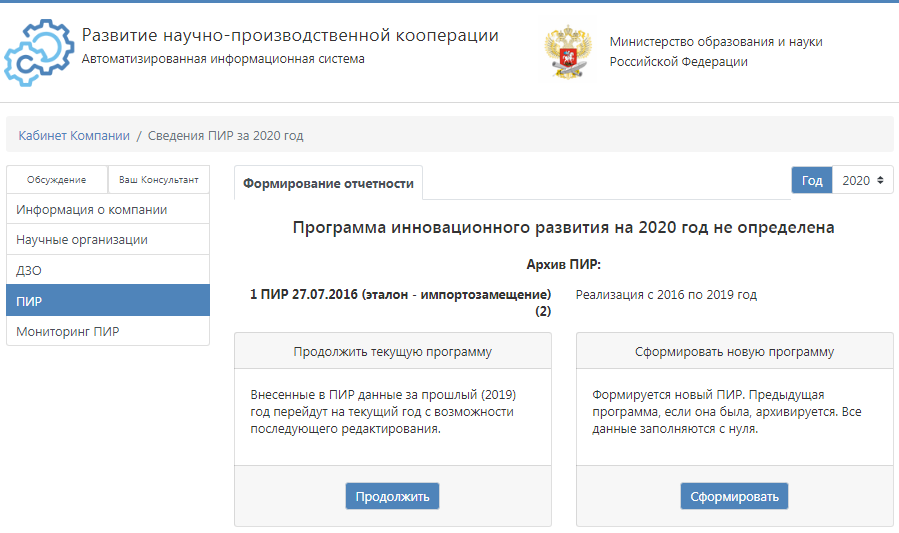 Развитие научно-производственной кооперации
Автоматизированная информационная система
Министерство образования и науки
Российской Федерации
Кабинет Компании / Сведения ПИР за 2020 год
Обсуждение
Ваш Консультант
Информация о компании
Научные организации
ДЗО
ПИР
Мониторинг ПИР
Формирование отчетности
Год 2020
Программа инновационного развития на 2020 год не определена
Архив ПИР:
1 ПИР 27.07.2016 (эталон - импортозамещение)
(2)
Реализация с 2016 по 2019 год
Продолжить текущую программу
Внесенные в ПИР данные за прошлый (2019)
год перейдут на текущий год с возможности
последующего редактирования.
Продолжить
Сформировать новую программу
Формируется новый ПИР. Предыдущая
программа, если она была, архивируется. Все
данные заполняются с нуля.
Сформировать